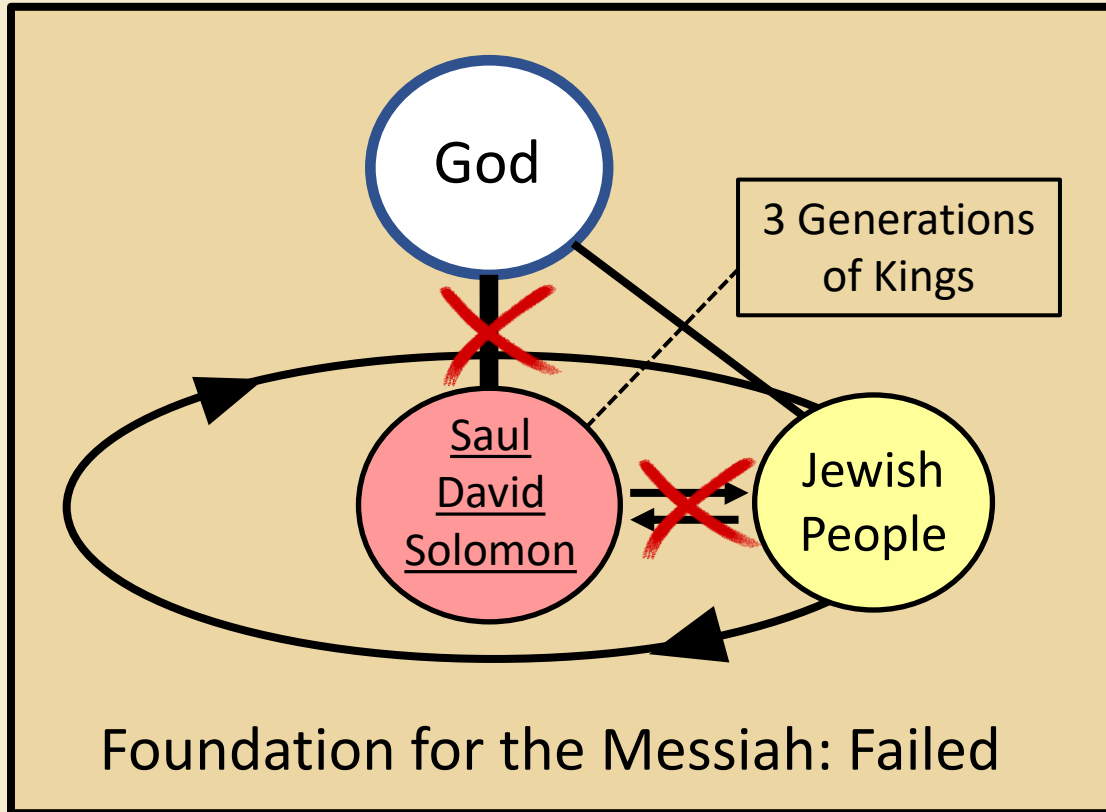 God
3 Generations
of Kings
Saul
David
Solomon
Jewish
People
Foundation for the Messiah: Failed